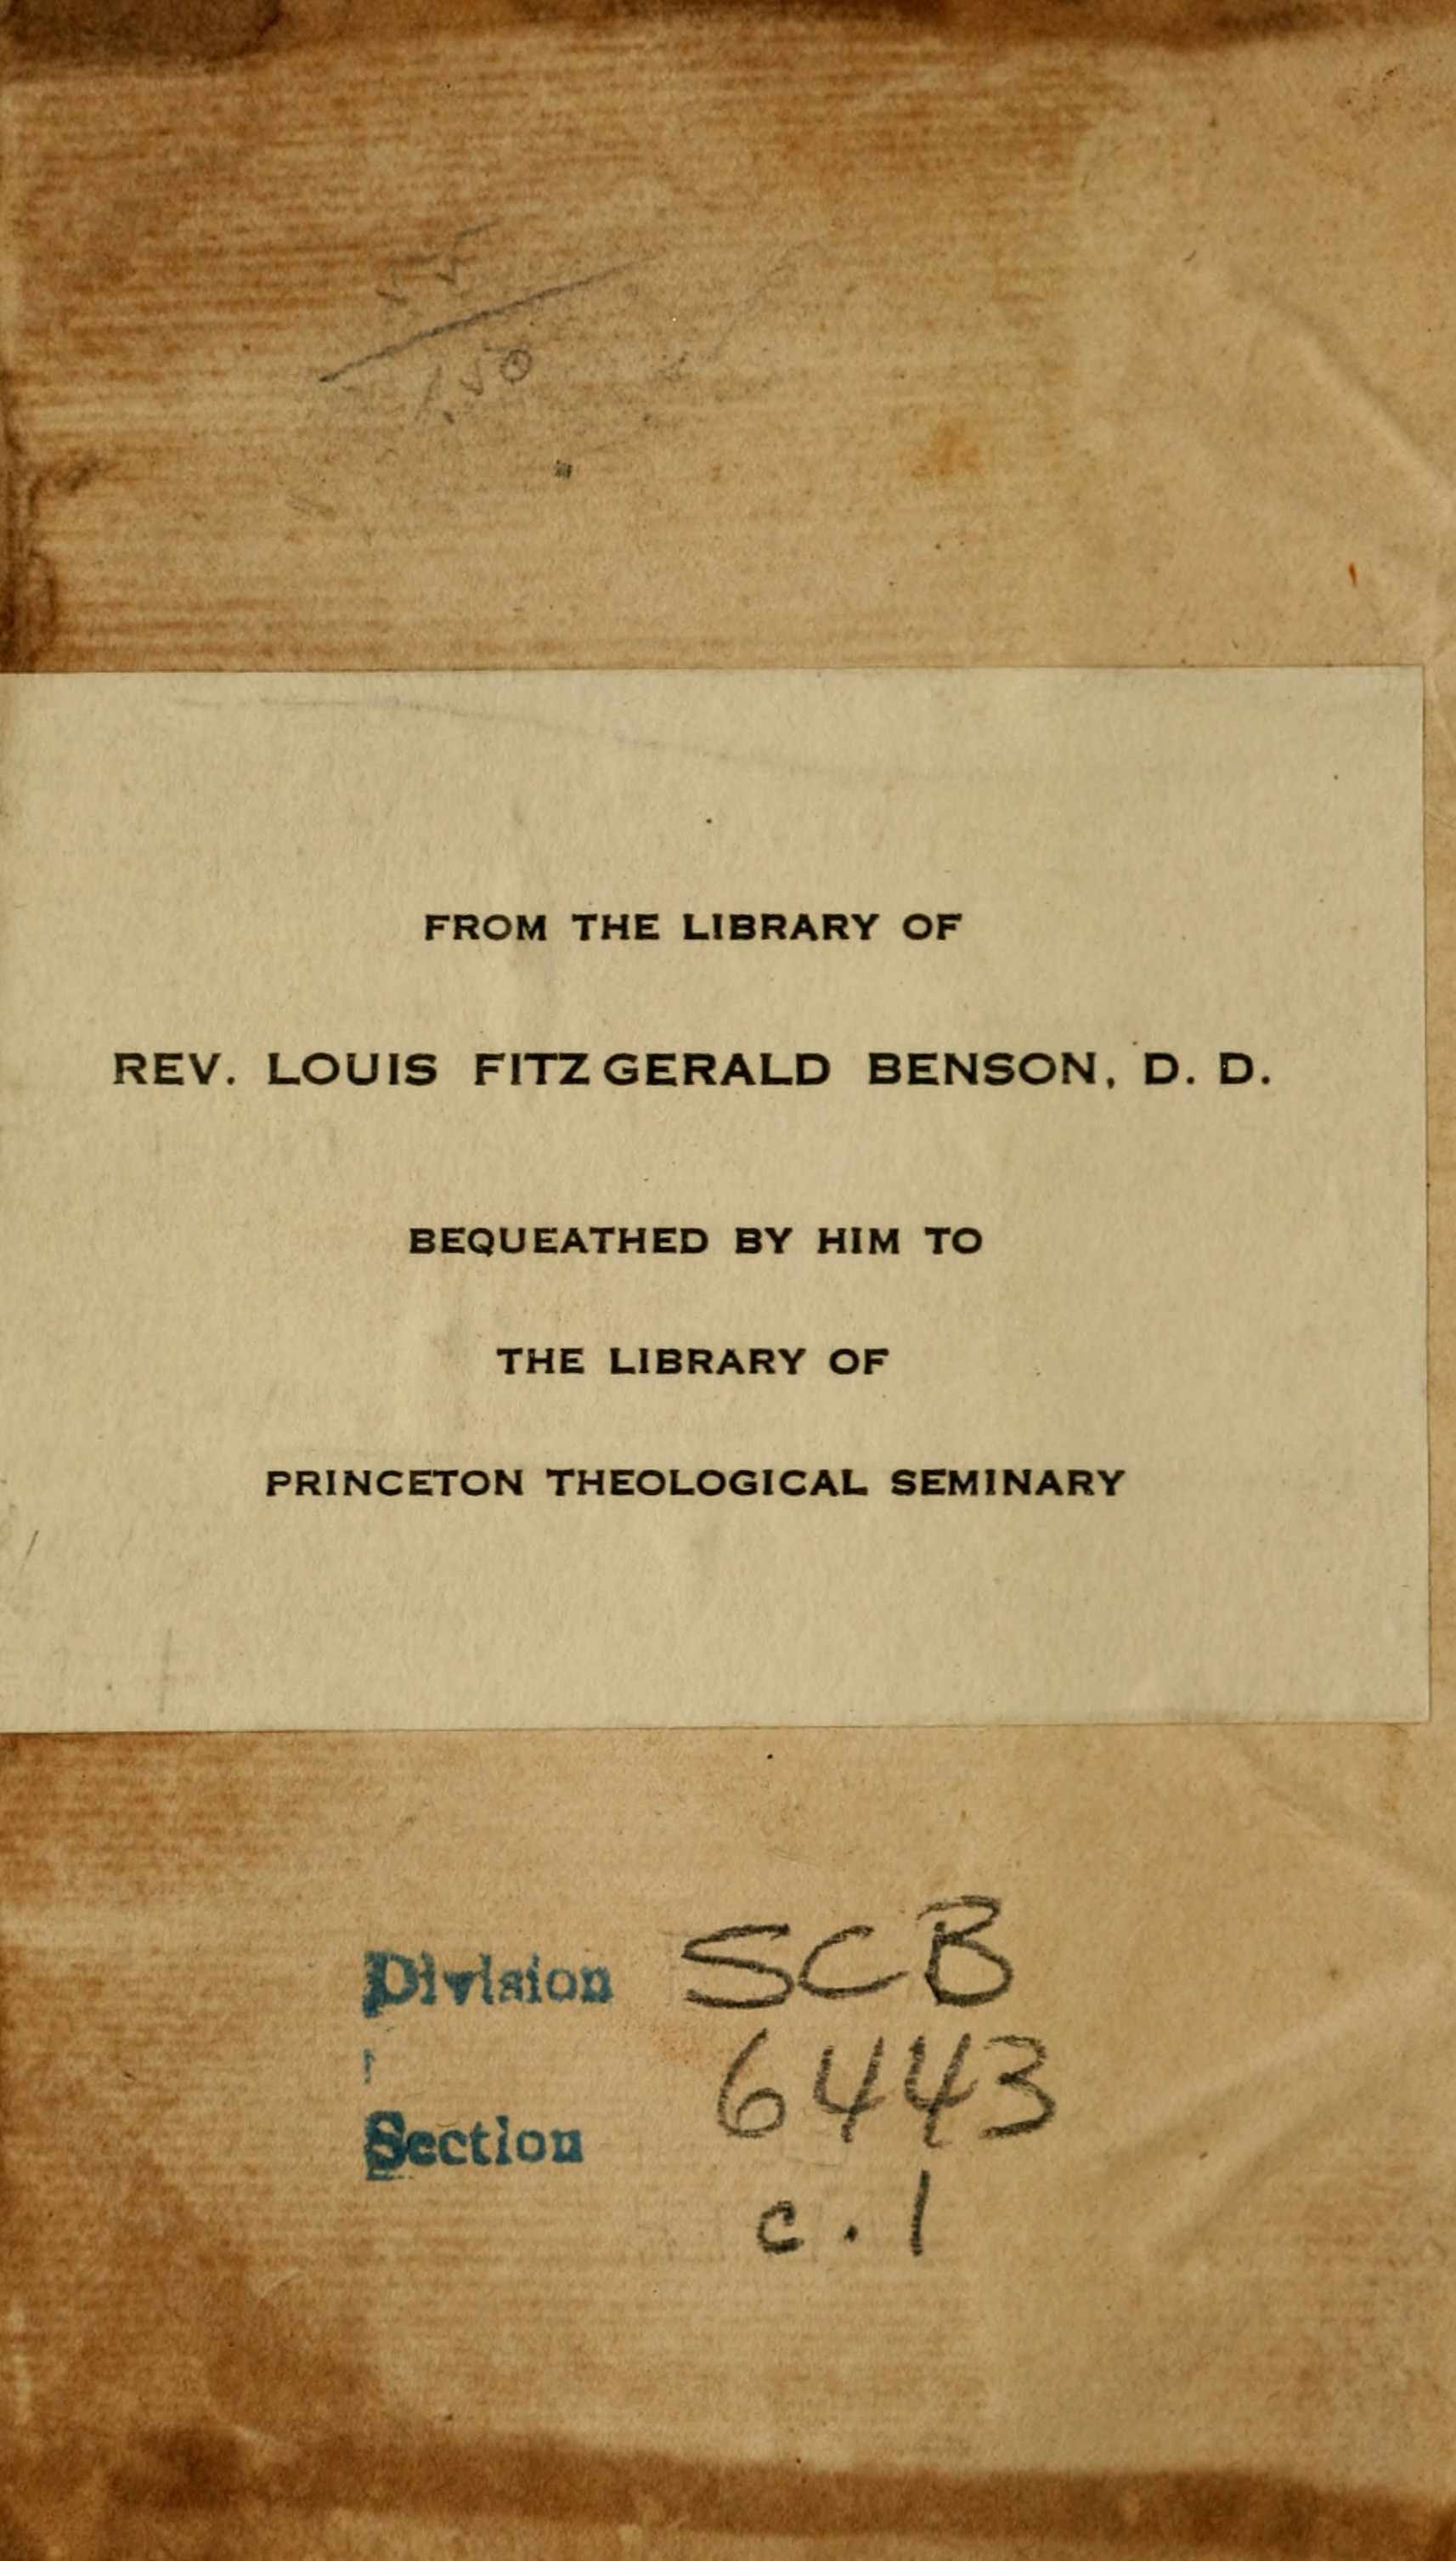 FROM THE LIBRARY OF
REV. LOUIS FITZGERALD BENSON, D. D.
BEQUEATHED BY HIM TO
THE LIBRARY OF
PRINCETON THEOLOGICAL SEMINARY
Division SCB
6443
Section
c.1